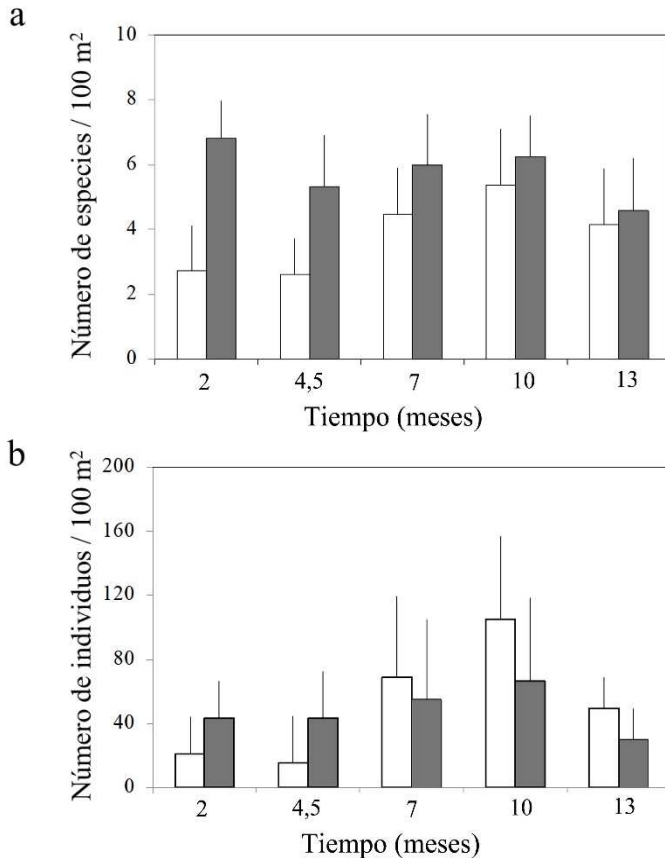 a
Número de especies / 100 m²
10
8
6
4
2
0
2 4,5 7 10 13
Tiempo (meses)
b
Número de individuos / 100 m²
200
160
120
80
40
0
2 4,5 7 10 13
Tiempo (meses)